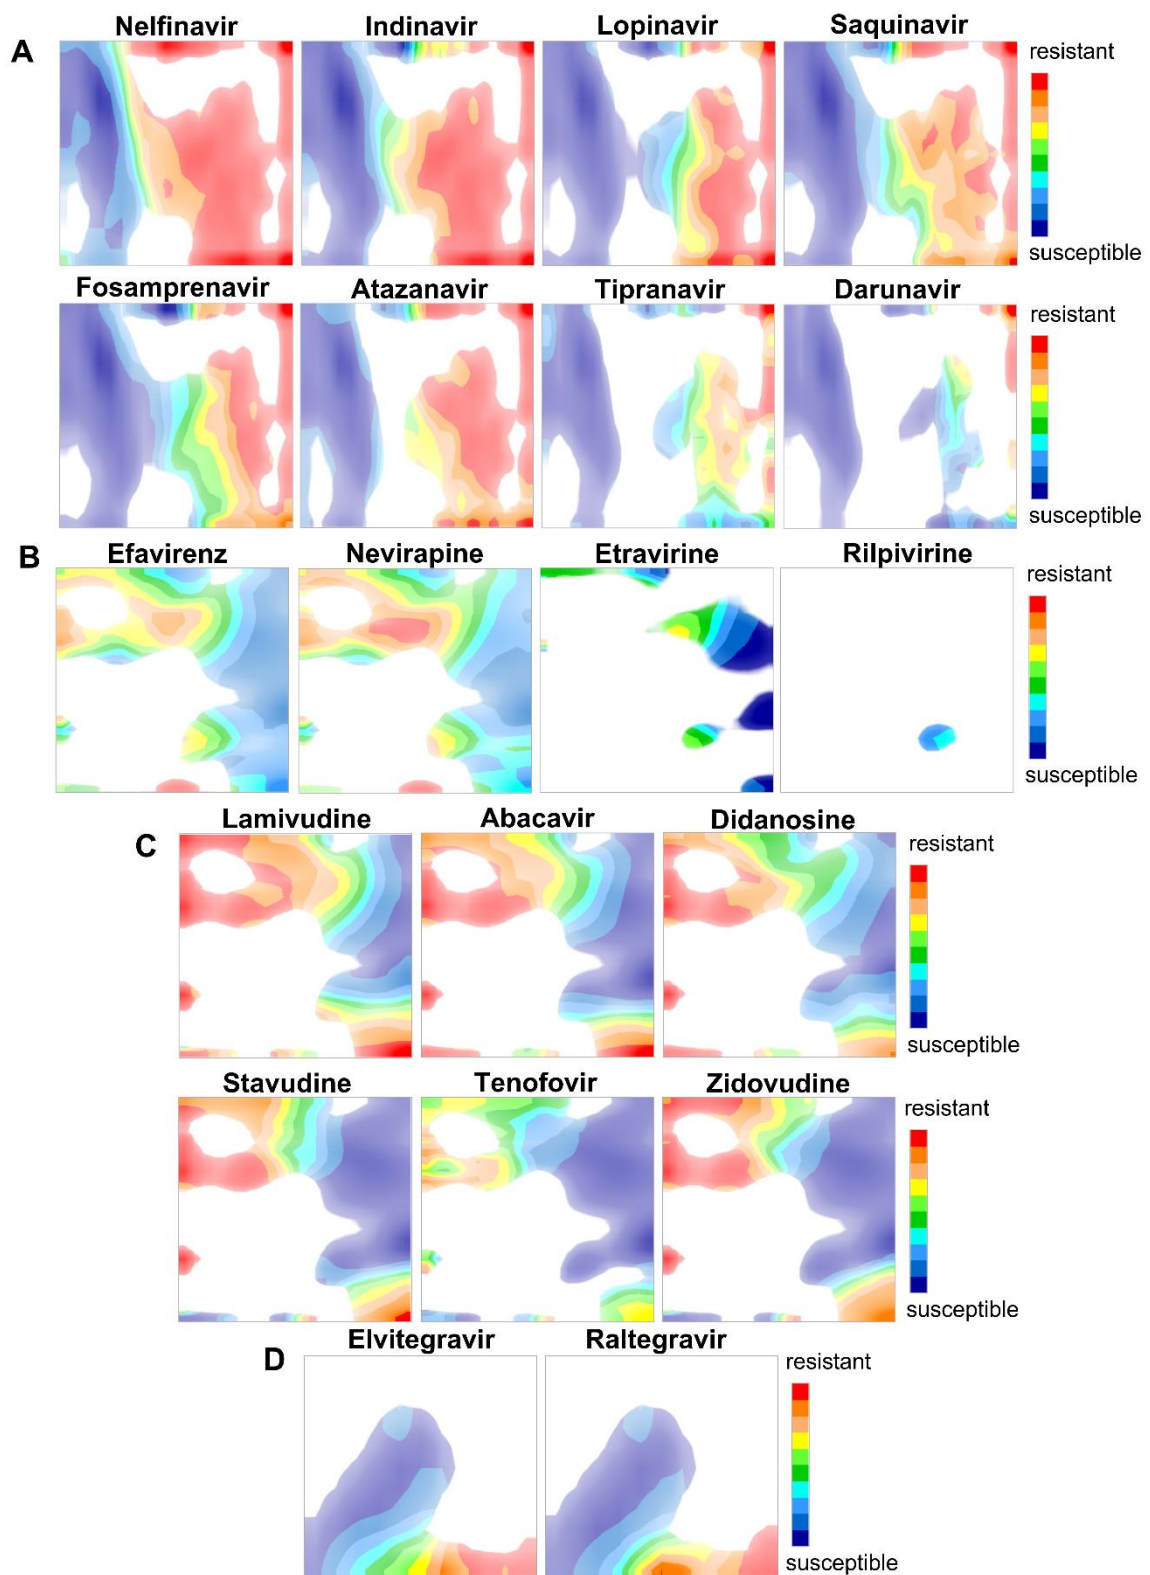 A
Nelfinavir Indinavir Lopinavir Saquinavir
resistant
susceptible
Fosamprenavir Atazanavir Tipranavir Darunavir
resistant
susceptible
B
Efavirenz Nevirapine Etravirine Rilpivirine
resistant
susceptible
C
Lamivudine Abacavir Didanosine
resistant
susceptible
Stavudine Tenofovir Zidovudine
resistant
susceptible
D
Elvitegravir Raltegravir
resistant
susceptible